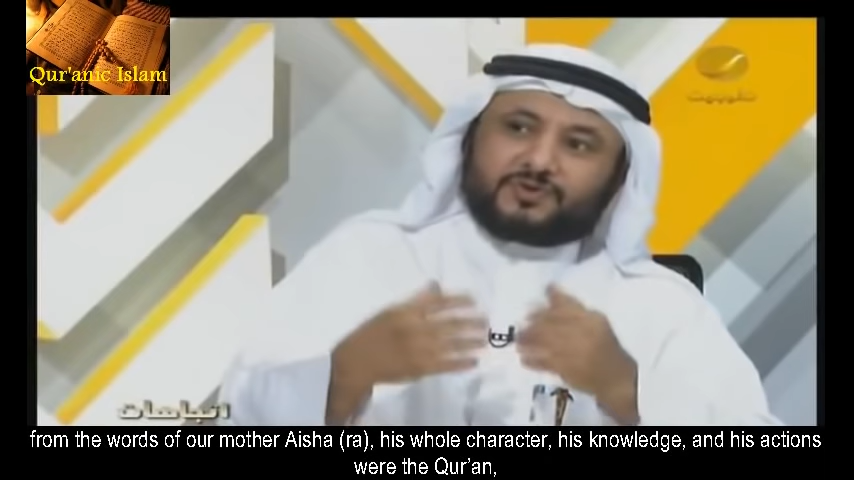 Qur'anic Islam
اتجاهات
from the words of our mother Aisha (ra), his whole character, his knowledge, and his actions
were the Qur'an,